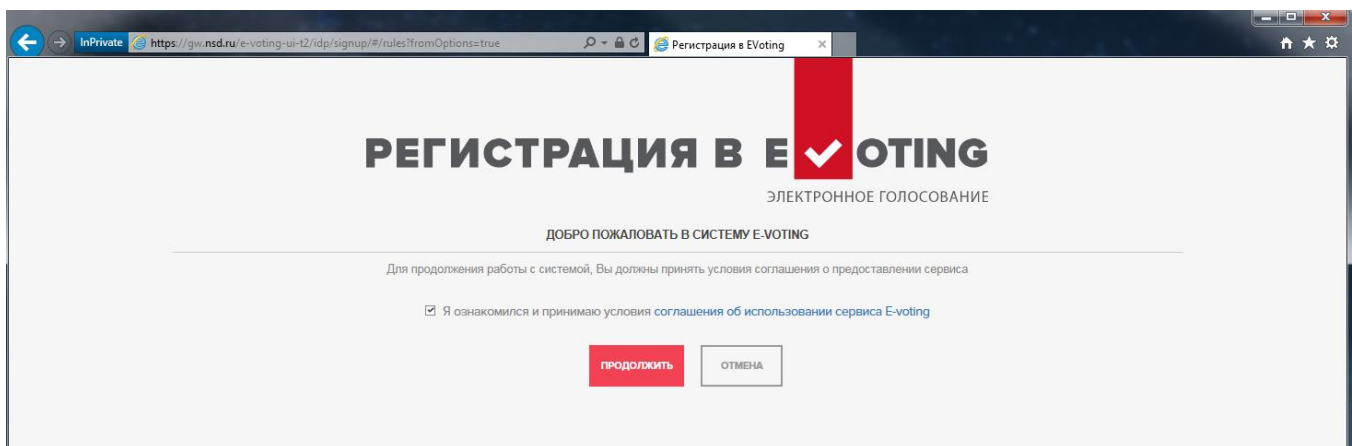 InPrivate https://gw.nsd.ru/e-voting-ui-t2/idp/signup/#/rules?fromOptions=true Регистрация в EVoting
РЕГИСТРАЦИЯ В E OTING
ЭЛЕКТРОННОЕ ГОЛОСОВАНИЕ
ДОБРО ПОЖАЛОВАТЬ В СИСТЕМУ E-VOTING
Для продолжения работы с системой, Вы должны принять условия соглашения о предоставлении сервиса
Я ознакомился и принимаю условия соглашения об использовании сервиса E-voting
ПРОДОЛЖИТЬ ОТМЕНА